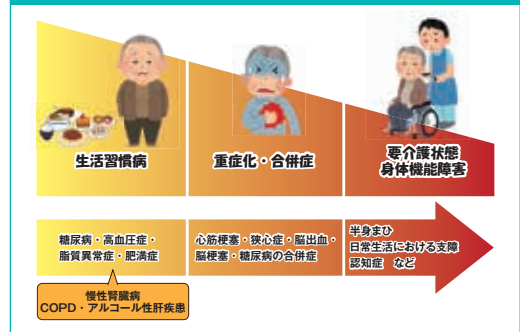 生活習慣病
重症化・合併症
要介護状態
身体機能障害
糖尿病・高血圧症・
脂質異常症・肥満症
心筋梗塞・狭心症・脳出血・
脳梗塞・糖尿病の合併症
半身まひ
日常生活における支障
認知症 など
慢性腎臓病
COPD・アルコール性肝疾患